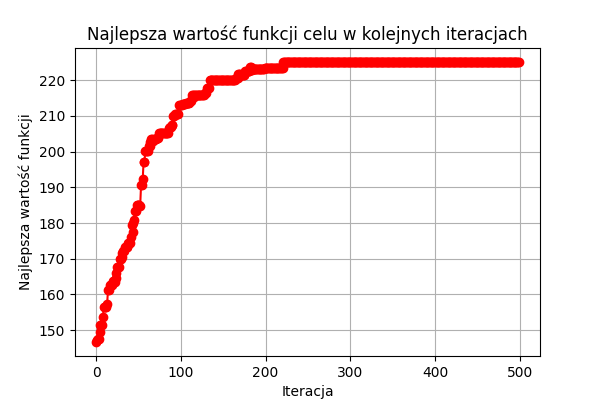 Najlepsza wartość funkcji celu w kolejnych iteracjach
Najlepsza wartość funkcji
220
210
200
190
180
170
160
150
0 100 200 300 400 500
Iteracja